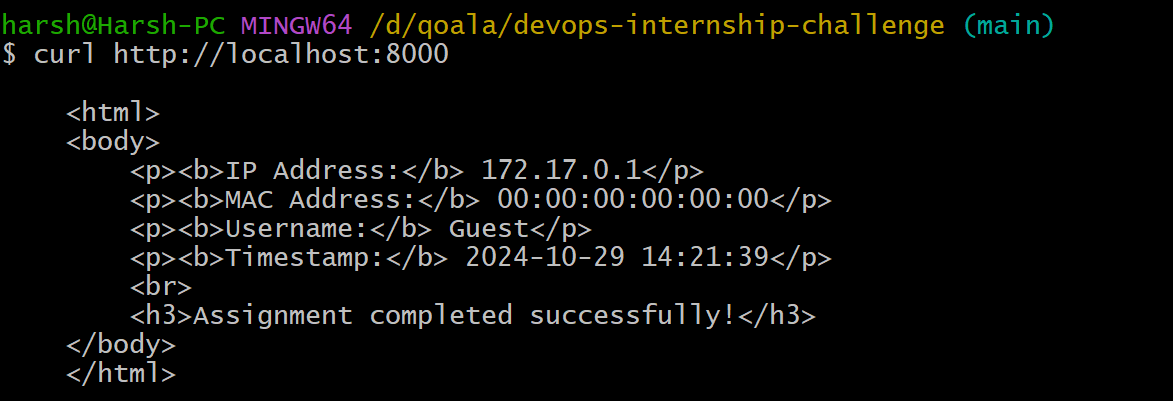 harsh@Harsh-PC MINGW64 /d/qoala/devops-internship-challenge (main)
$ curl http://localhost:8000
<html>
<body>
<p><b>IP Address:</b> 172.17.0.1</p>
<p><b>MAC Address:</b> 00:00:00:00:00:00</p>
<p><b>Username:</b> Guest</p>
<p><b>Timestamp:</b> 2024-10-29 14:21:39</p>
<br>
<h3>Assignment completed successfully!</h3>
</body>
</html>